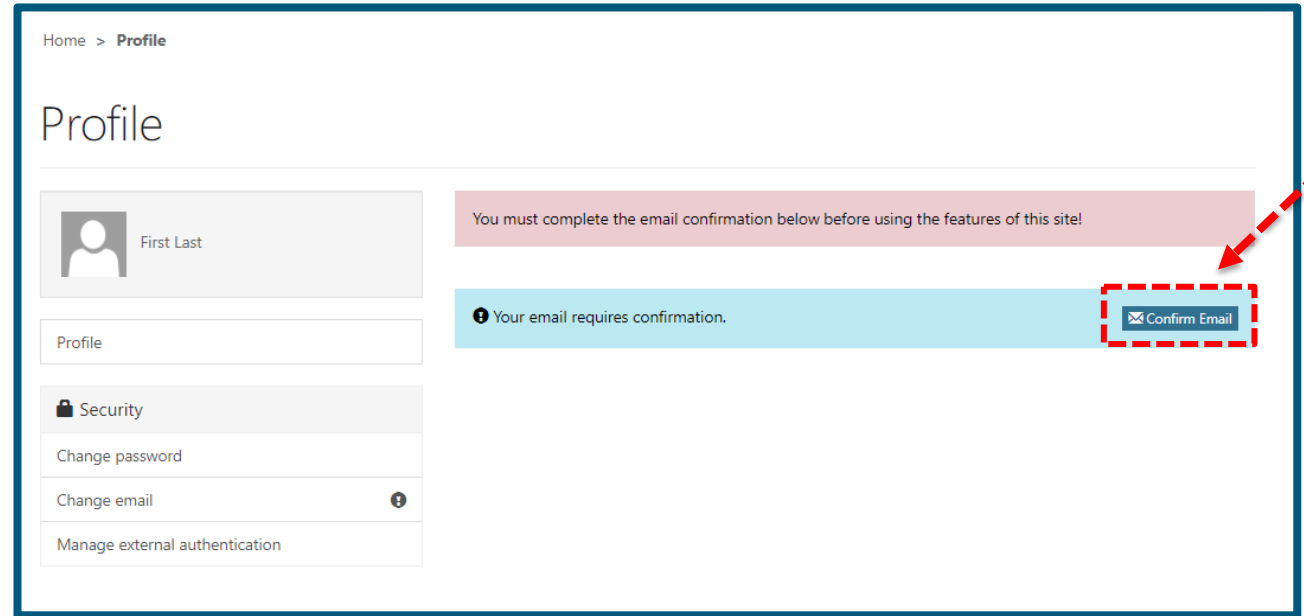 Home > Profile
Profile
First Last
Profile
Security
Change password
Change email
Manage external authentication
You must complete the email confirmation below before using the features of this site!
Your email requires confirmation.
Confirm Email